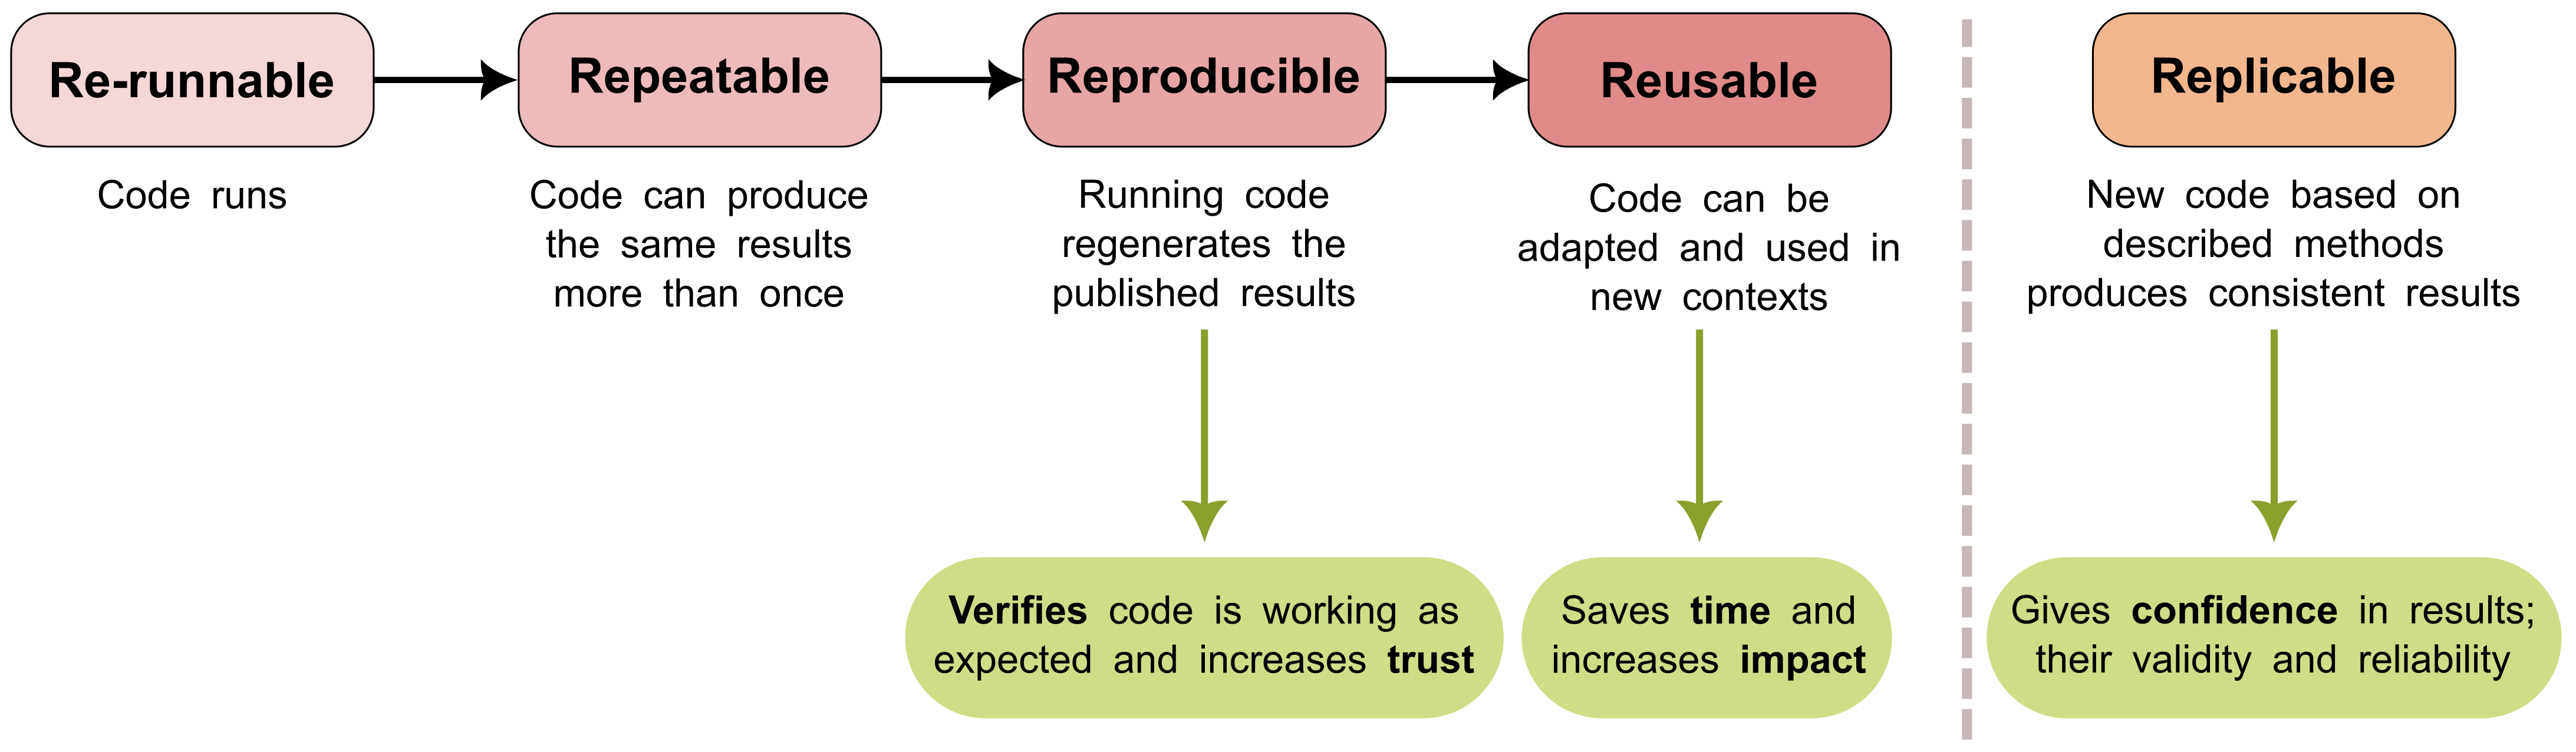 Re-runnable
Repeatable
Reproducible
Reusable
Replicable
Code runs
Code can produce
the same results
more than once
Running code
regenerates the
published results
Code can be
adapted and used in
new contexts
New code based on
described methods
produces consistent results
Verifies code is working as
expected and increases trust
Saves time and
increases impact
Gives confidence in results;
their validity and reliability